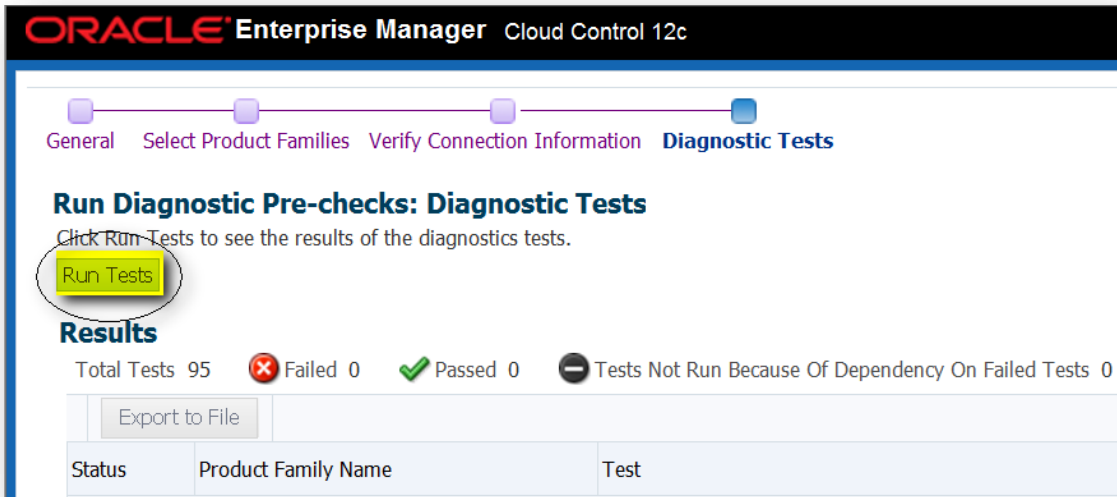 ORACLE Enterprise Manager Cloud Control 12c
General Select Product Families Verify Connection Information Diagnostic Tests
Run Diagnostic Pre-checks: Diagnostic Tests
Click Run Tests to see the results of the diagnostics tests.
Run Tests
Results
Total Tests 95 Failed 0 Passed 0 Tests Not Run Because Of Dependency On Failed Tests 0
Export to File
Status Product Family Name Test